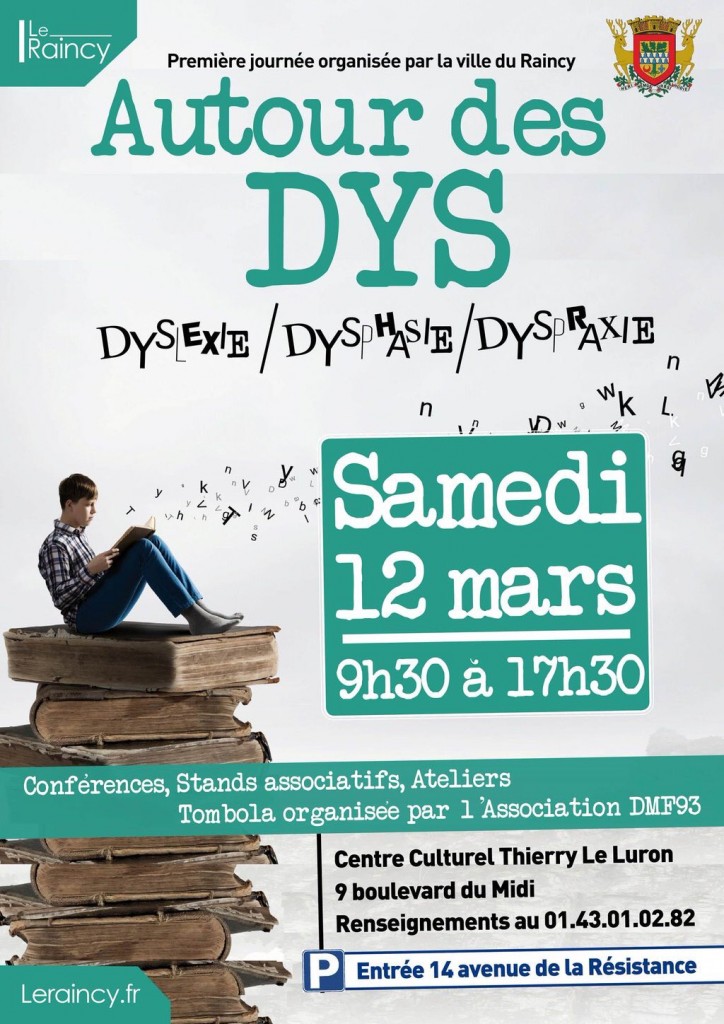 Le
Raincy
Première journée organisée par la ville du Raincy
Autour des
DYS
DYSLEXIE / DYSPHASIE / DYSPRAXIE
Samedi
12 mars
9h30 à 17h30
Conférences, Stands associatifs, Ateliers
Tombola organisée par l'Association DMF93
Centre Culturel Thierry Le Luron
9 boulevard du Midi
Renseignements au 01.43.01.02.82
P Entrée 14 avenue de la Résistance
Leraincy.fr